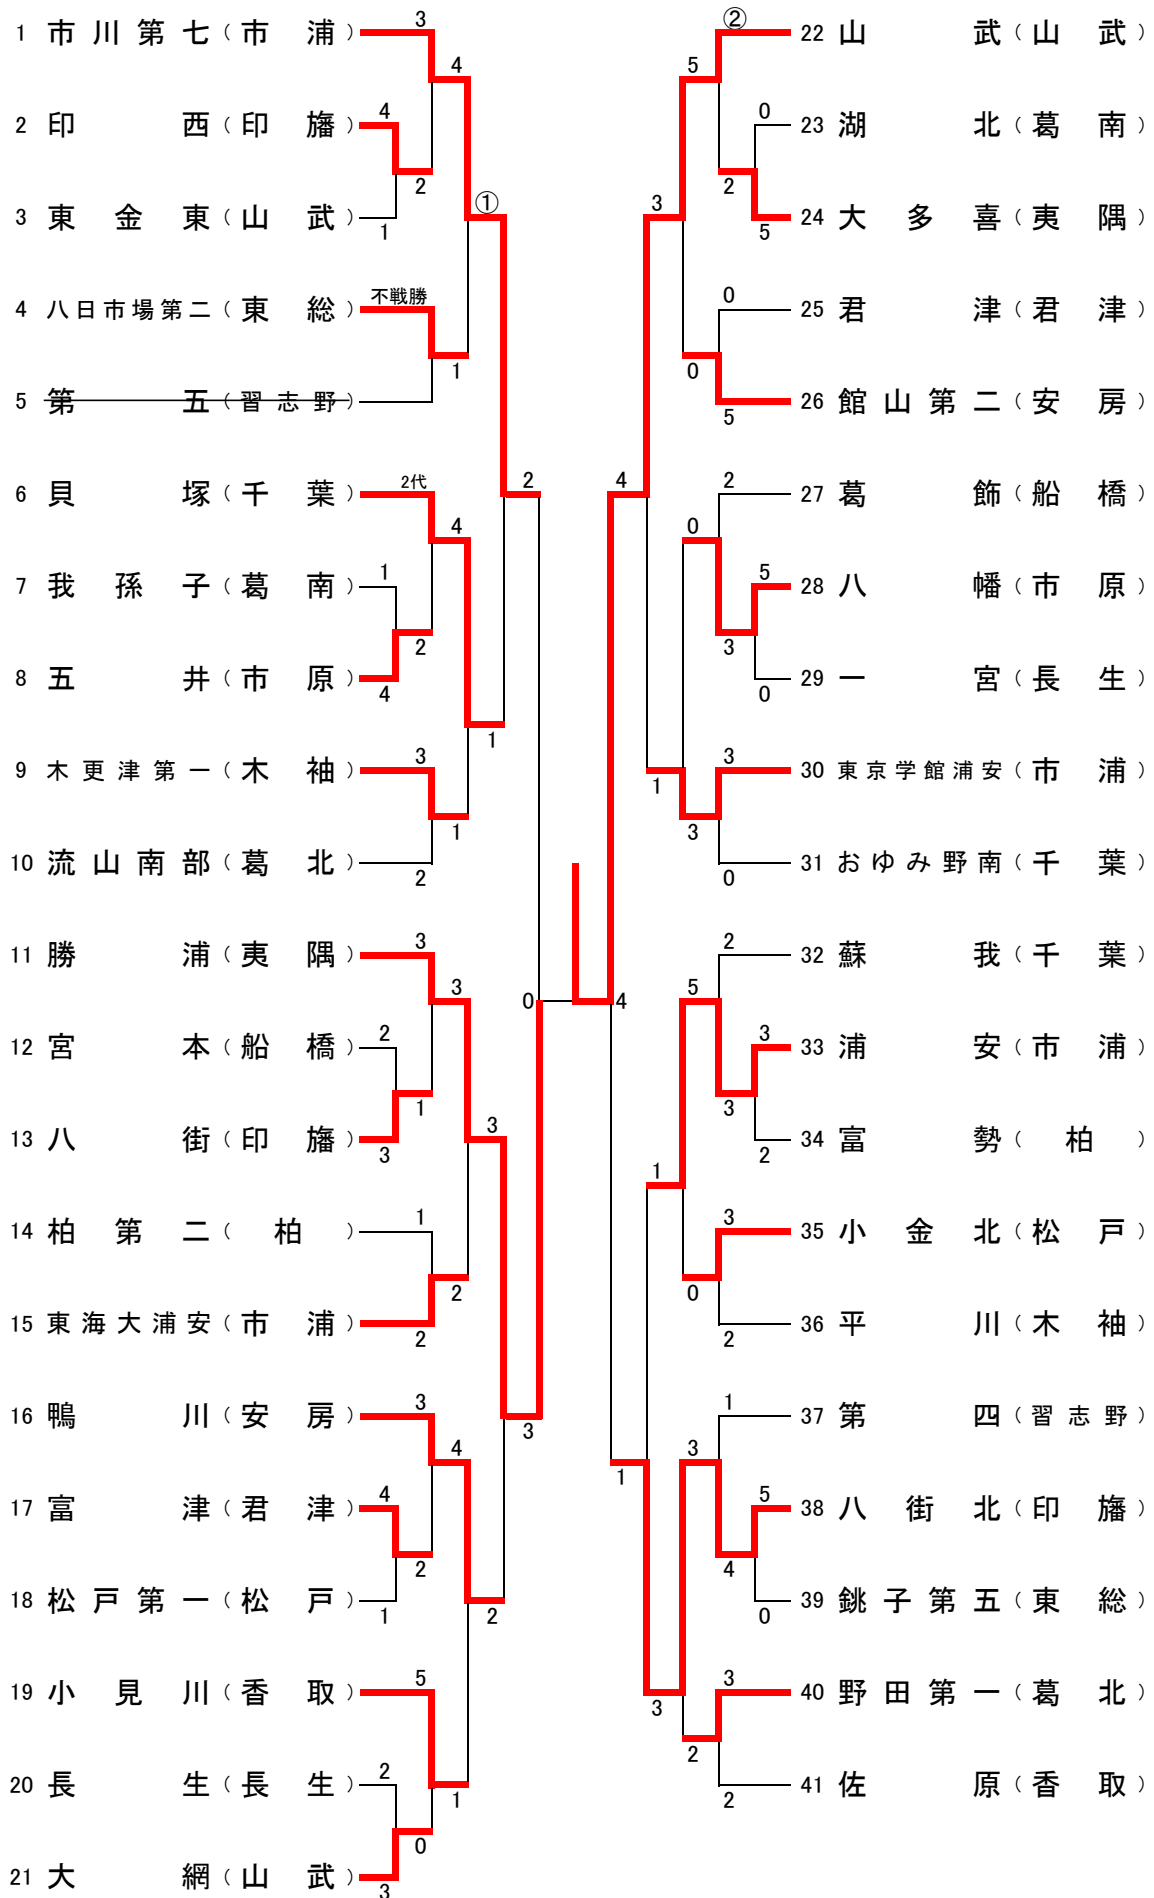 1 市川第七（市浦）
2 印西（印旛）
3 東金東（山武）
4 八日市場第二（東総）
5 第五（習志野）
6 貝塚（千葉）
7 我孫子（葛南）
8 五井（市原）
9 木更津第一（木袖）
10 流山南部（葛北）
11 勝浦（夷隅）
12 宮本（船橋）
13 八街（印旛）
14 柏第二（柏）
15 東海大浦安（市浦）
16 鴨川（安房）
17 富津（君津）
18 松戸第一（松戸）
19 小見川（香取）
20 長生（長生）
21 大網（山武）
3
4
4
2
1
①
不戦勝
1
2代
4
1
2
4
3
1
2
1
2
3
3
2
1
3
1
2
2
3
3
4
4
2
1
5
2
0
3
1
2
3
0
4
4
3
1
1
3
②
5
0
2
5
0
0
5
2
0
5
3
0
3
3
0
2
5
3
3
2
3
0
2
1
3
5
4
0
3
2
2
22 山武（山武）
23 湖北（葛南）
24 大多喜（夷隅）
25 君津（君津）
26 館山第二（安房）
27 葛飾（船橋）
28 八幡（市原）
29 一宮（長生）
30 東京学館浦安（市浦）
31 おゆみ野南（千葉）
32 蘇我（千葉）
33 浦安（市浦）
34 富勢（柏）
35 小金北（松戸）
36 平川（木袖）
37 第四（習志野）
38 八街北（印旛）
39 銚子第五（東総）
40 野田第一（葛北）
41 佐原（香取）